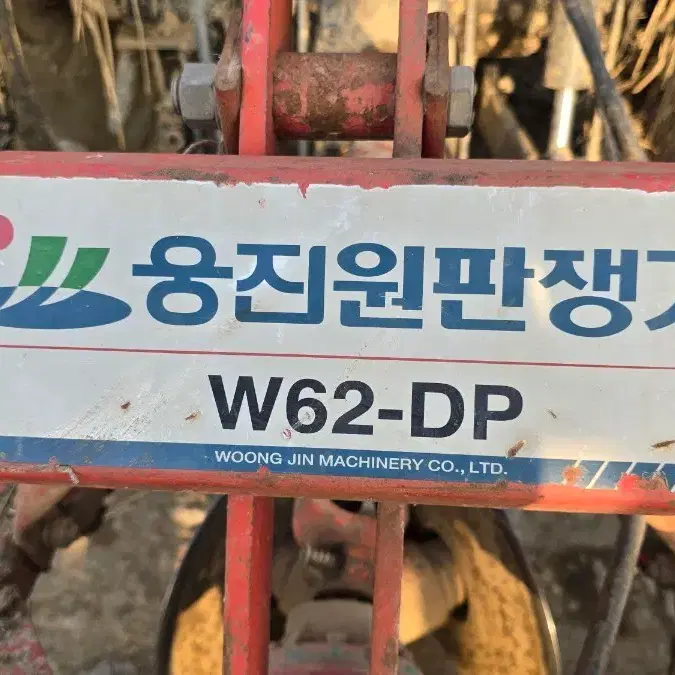 웅진원판쟁기
W62-DP
WOONG JIN MACHINERY CO., LTD.